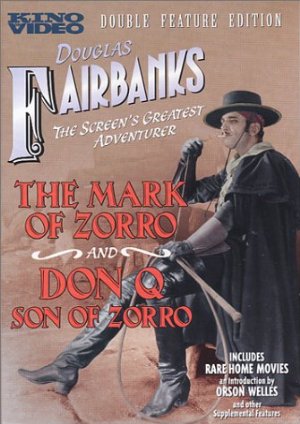 KINO
VIDEO
DOUBLE FEATURE EDITION
DOUGLAS
FAIRBANKS
THE SCREEN'S GREATEST
ADVENTURER
THE MARK
OF ZORRO
AND
DON Q
SON OF ZORRO
INCLUDES
RARE HOME MOVIES
an introduction by
ORSON WELLES
and other
Supplemental Features